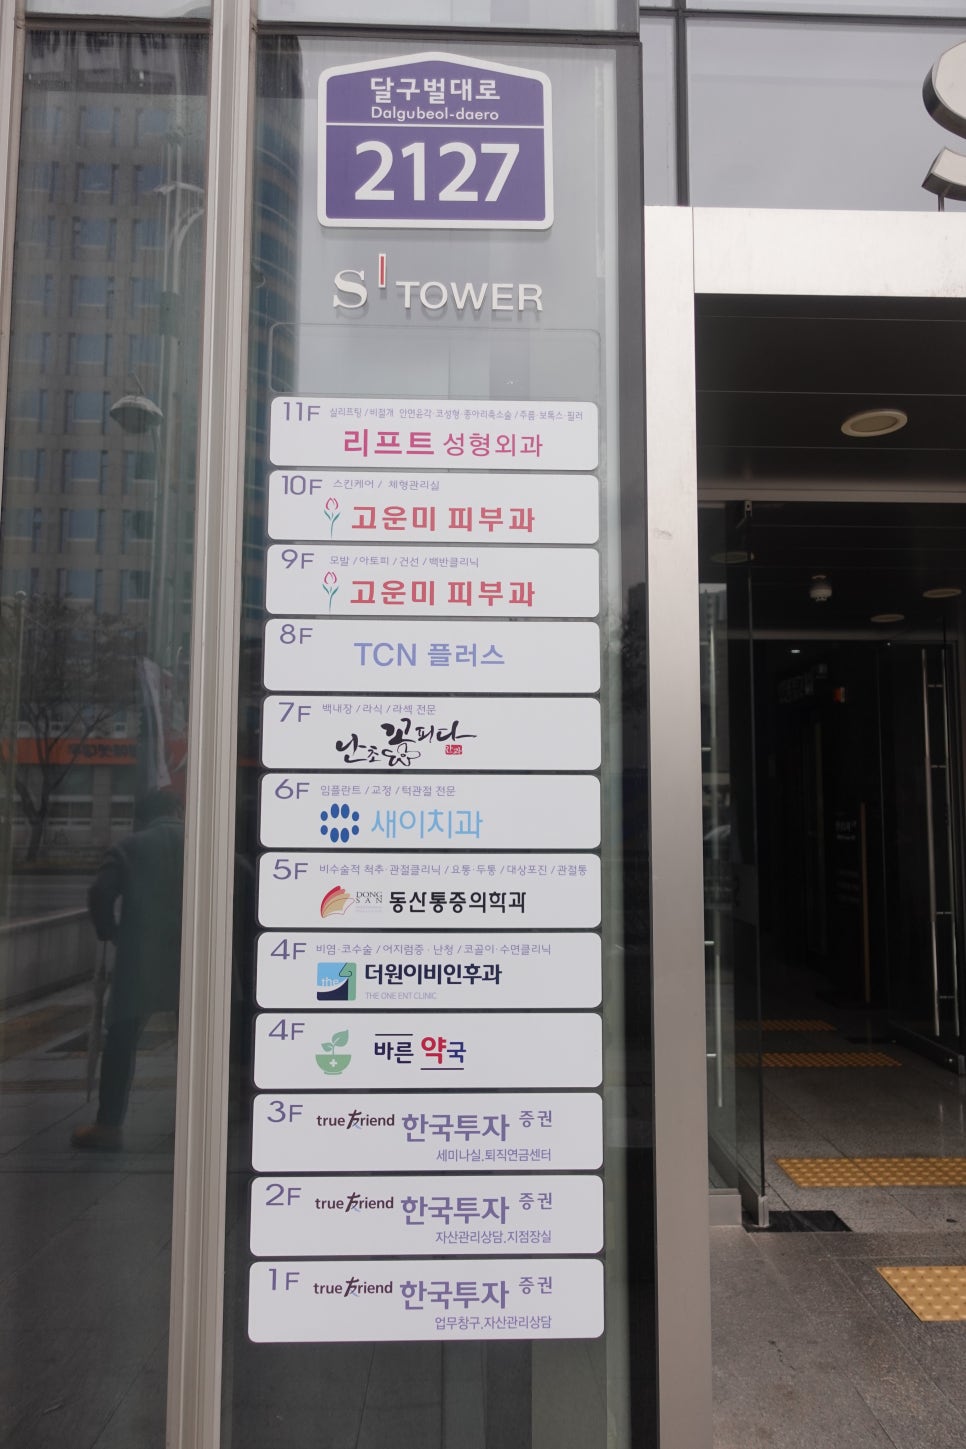 달구벌대로
Dalgubeol-daero
2127
S TOWER
11F 실리프팅 / 비절개 안면윤각·코성형·종아리축소술 / 주름·보톡스·필러
리프트 성형외과
10F 스킨케어 / 체형관리실
고운미 피부과
9F 모발 / 아토피 / 건선 / 백반클리닉
고운미 피부과
8F
TCN 플러스
7F 백내장 / 라식 / 라섹 전문
난초 꽃피다
안과
6F 임플란트 / 교정 / 턱관절 전문
새이치과
5F 비수술적 척추·관절클리닉 / 요통·두통 / 대상포진 / 관절통
DONG SAN 동산통증의학과
4F 비염·코수술 / 어지럼증·난청 / 코골이·수면클리닉
the 더원이비인후과
THE ONE ENT CLINIC
4F
바른 약국
3F true friend 한국투자 증권
세미나실,퇴직연금센터
2F true friend 한국투자 증권
자산관리상담,지점장실
1F true friend 한국투자 증권
업무창구,자산관리상담